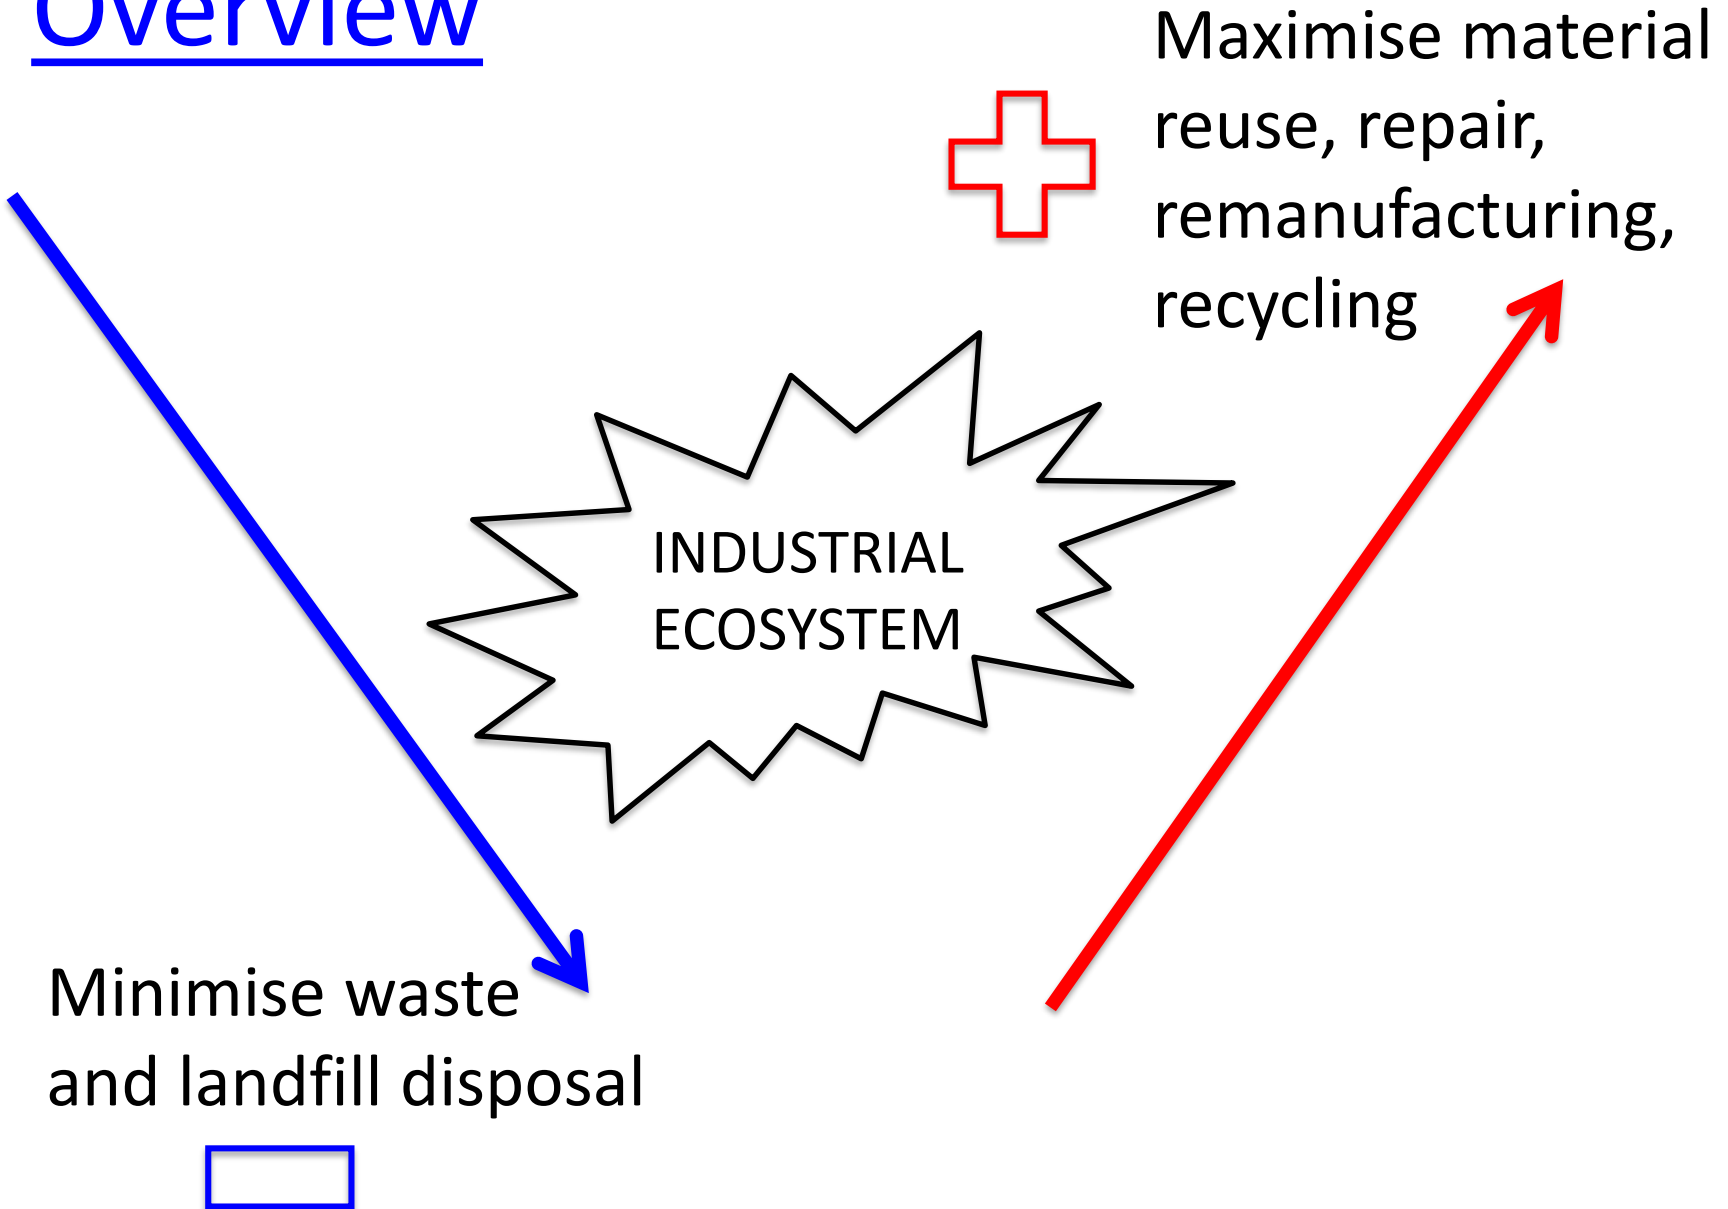 Overview
Maximise material
reuse, repair,
remanufacturing,
recycling
INDUSTRIAL
ECOSYSTEM
Minimise waste
and landfill disposal